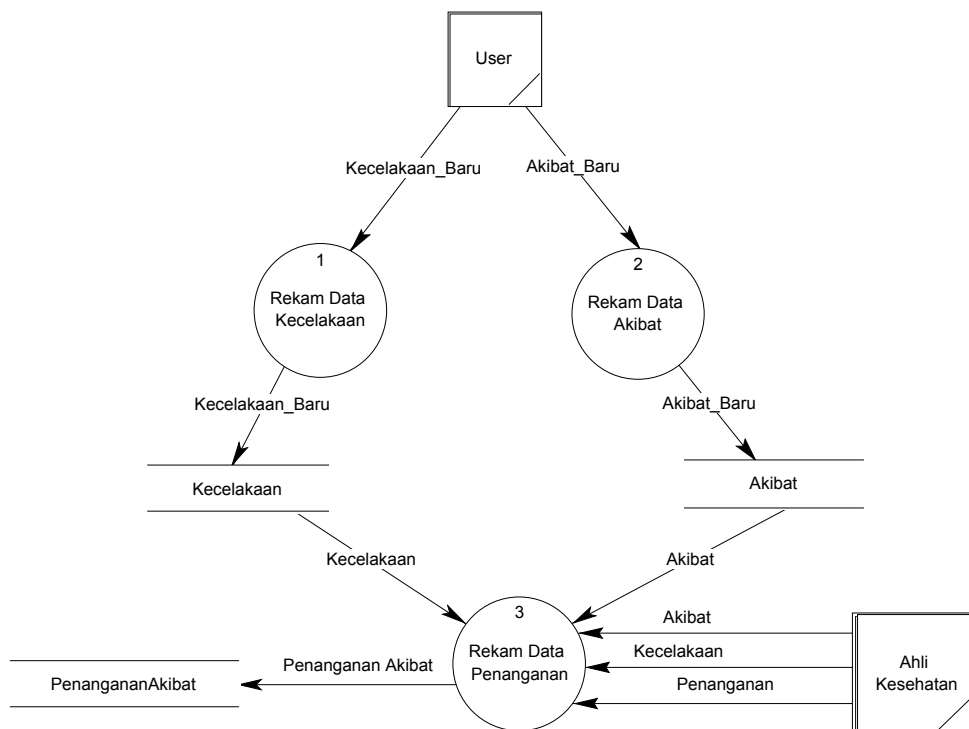 User
Kecelakaan_Baru
Akibat_Baru
1
Rekam Data
Kecelakaan
2
Rekam Data
Akibat
Kecelakaan_Baru
Akibat_Baru
Kecelakaan
Akibat
Kecelakaan
Akibat
3
Rekam Data
Penanganan
Akibat
Kecelakaan
Penanganan
Ahli
Kesehatan
Penanganan Akibat
PenangananAkibat